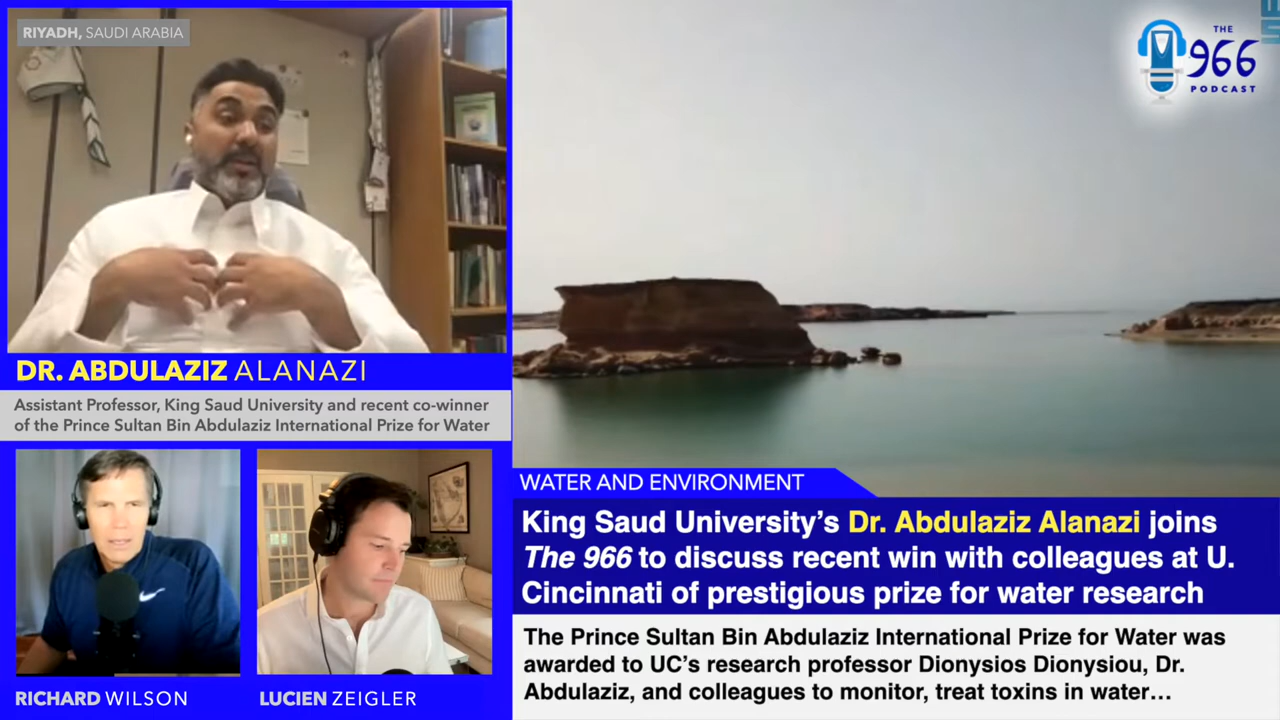 RIYADH, SAUDI ARABIA
THE
966
PODCAST
DR. ABDULAZIZ ALANAZI
Assistant Professor, King Saud University and recent co-winner
of the Prince Sultan Bin Abdulaziz International Prize for Water
RICHARD WILSON
LUCIEN ZEIGLER
WATER AND ENVIRONMENT
King Saud University's Dr. Abdulaziz Alanazi joins
The 966 to discuss recent win with colleagues at U.
Cincinnati of prestigious prize for water research
The Prince Sultan Bin Abdulaziz International Prize for Water was
awarded to UC's research professor Dionysios Dionysiou, Dr.
Abdulaziz, and colleagues to monitor, treat toxins in water...